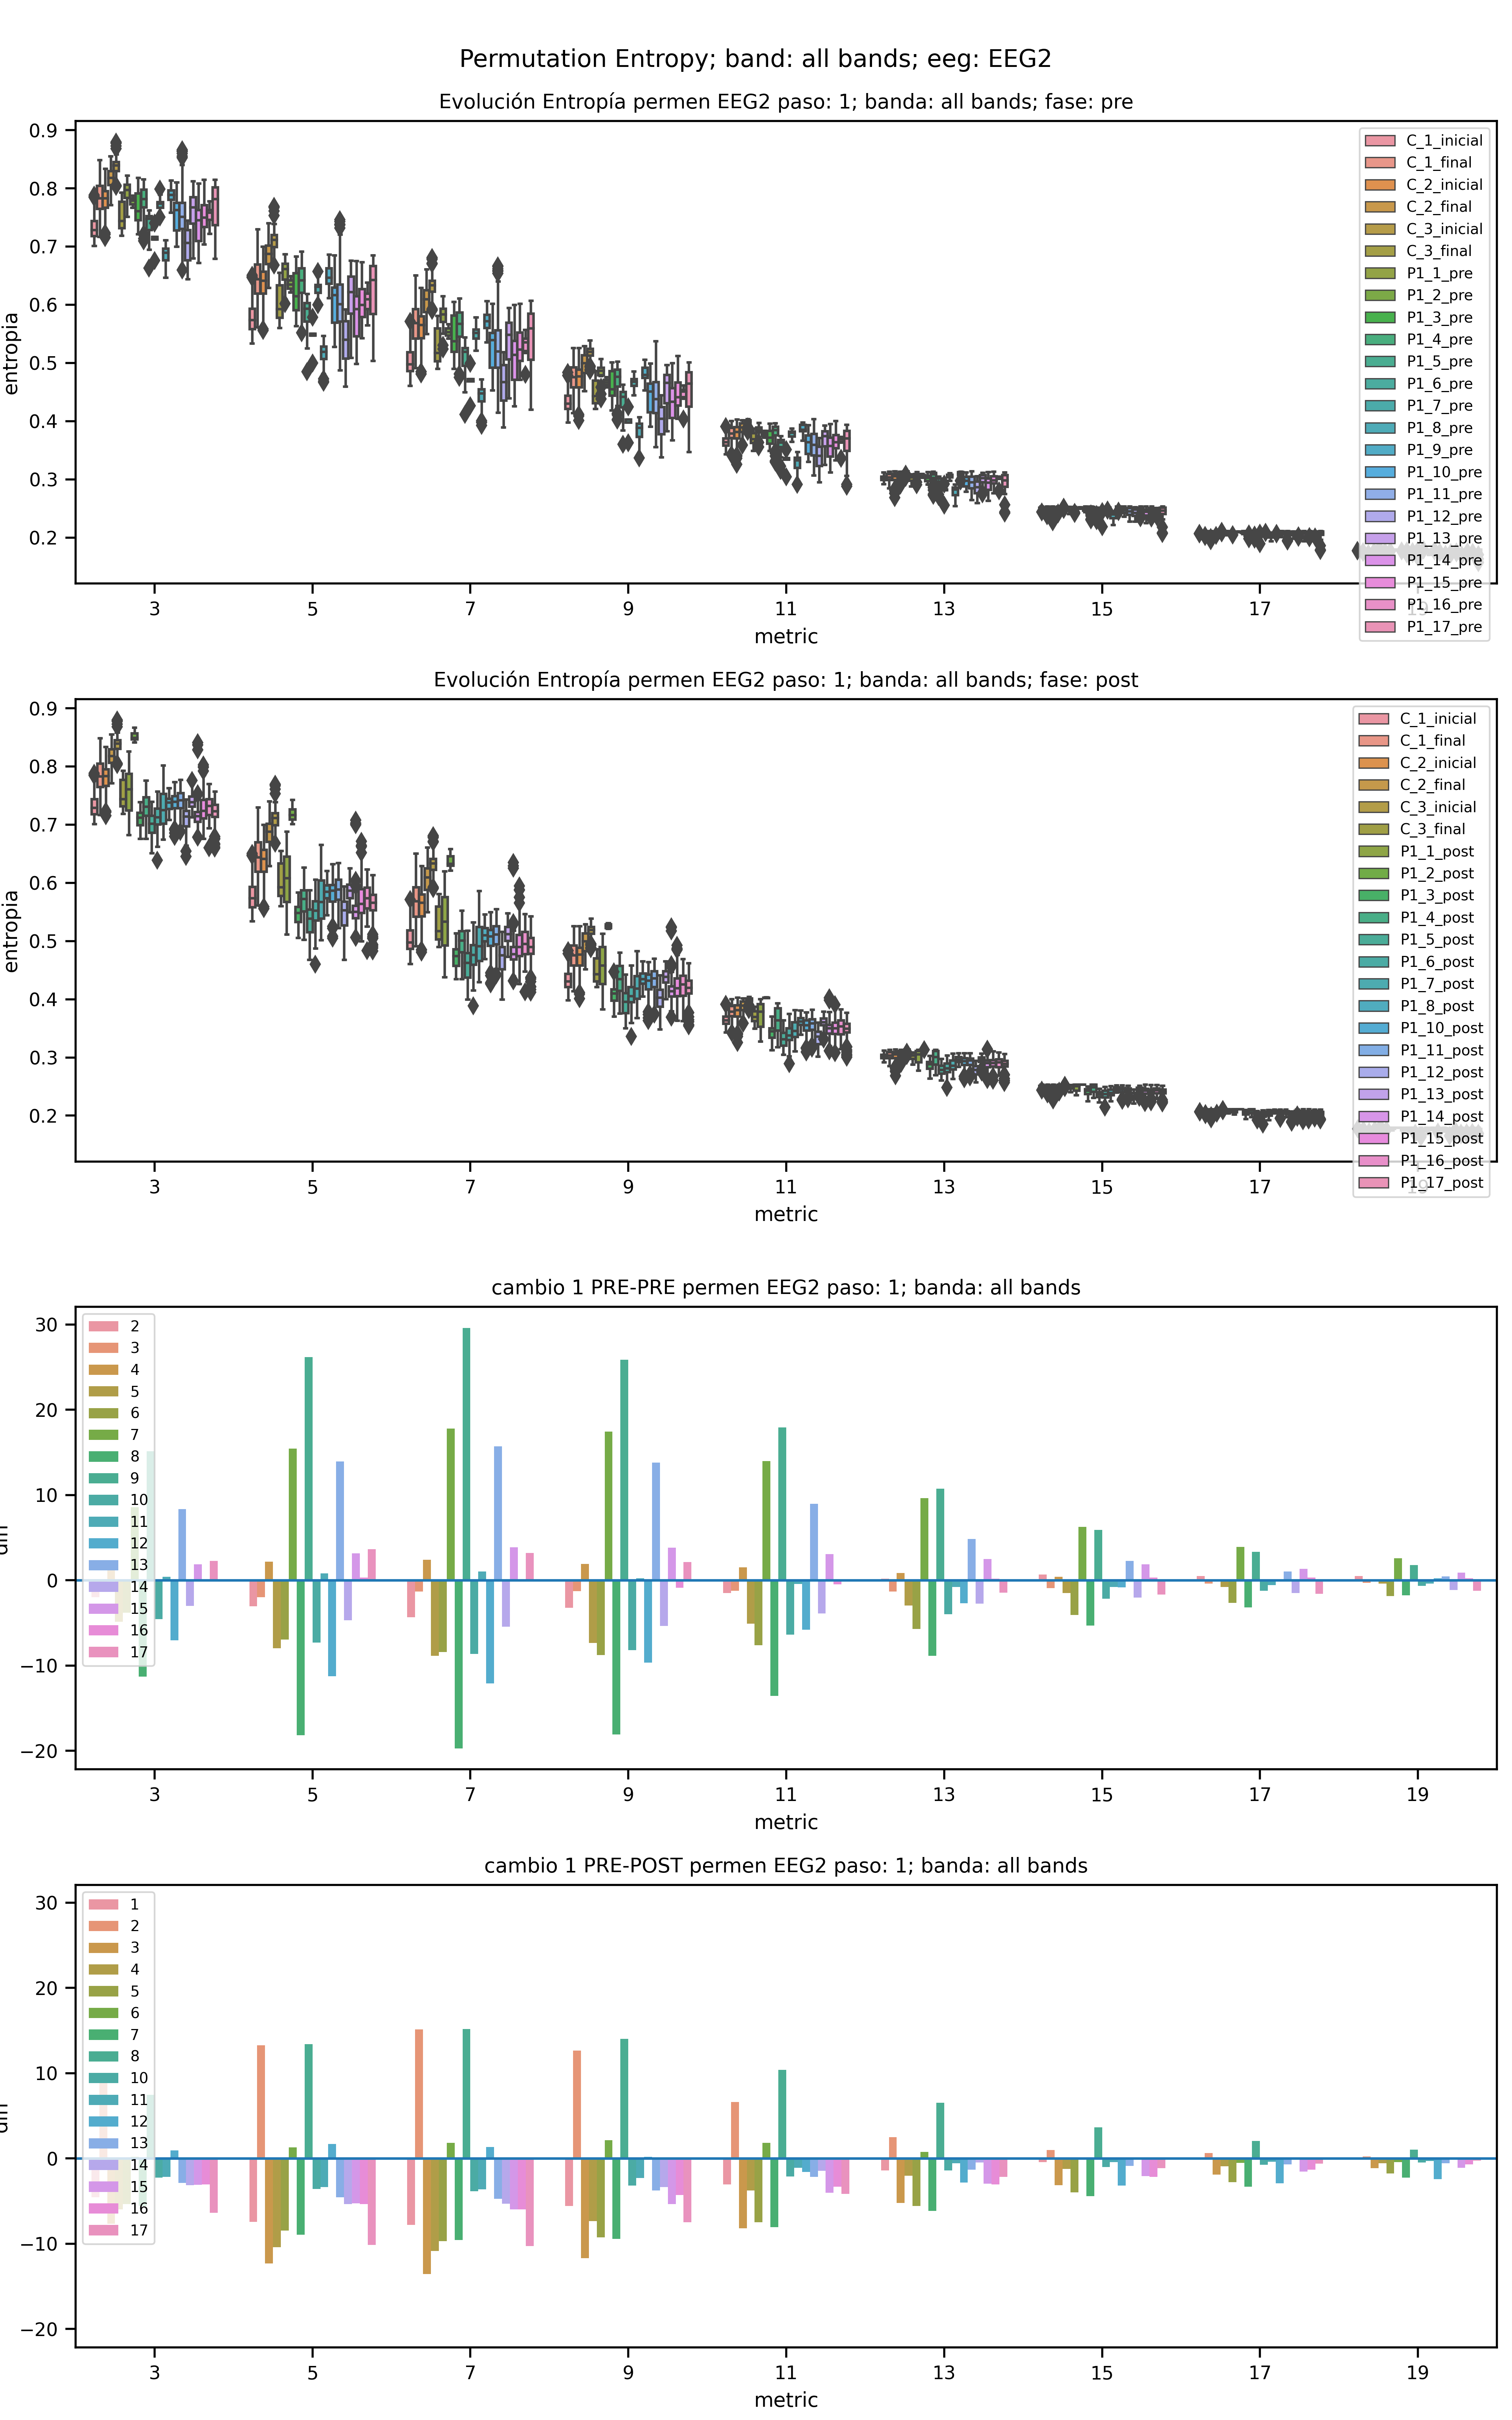 Permutation Entropy; band: all bands; eeg: EEG2
Evolución Entropía permen EEG2 paso: 1; banda: all bands; fase: pre
entropia
0.9
0.8
0.7
0.6
0.5
0.4
0.3
0.2
C_1_inicial
C_1_final
C_2_inicial
C_2_final
C_3_inicial
C_3_final
P1_1_pre
P1_2_pre
P1_3_pre
P1_4_pre
P1_5_pre
P1_6_pre
P1_7_pre
P1_8_pre
P1_9_pre
P1_10_pre
P1_11_pre
P1_12_pre
P1_13_pre
P1_14_pre
P1_15_pre
P1_16_pre
P1_17_pre
3 5 7 9 11 13 15 17 19
metric
Evolución Entropía permen EEG2 paso: 1; banda: all bands; fase: post
entropia
0.9
0.8
0.7
0.6
0.5
0.4
0.3
0.2
C_1_inicial
C_1_final
C_2_inicial
C_2_final
C_3_inicial
C_3_final
P1_1_post
P1_2_post
P1_3_post
P1_4_post
P1_5_post
P1_6_post
P1_7_post
P1_8_post
P1_10_post
P1_11_post
P1_12_post
P1_13_post
P1_14_post
P1_15_post
P1_16_post
P1_17_post
3 5 7 9 11 13 15 17 19
metric
cambio 1 PRE-PRE permen EEG2 paso: 1; banda: all bands
30
20
10
0
−10
−20
2
3
4
5
6
7
8
9
10
11
12
13
14
15
16
17
3 5 7 9 11 13 15 17 19
metric
cambio 1 PRE-POST permen EEG2 paso: 1; banda: all bands
30
20
10
0
−10
−20
1
2
3
4
5
6
7
8
10
11
12
13
14
15
16
17
3 5 7 9 11 13 15 17 19
metric